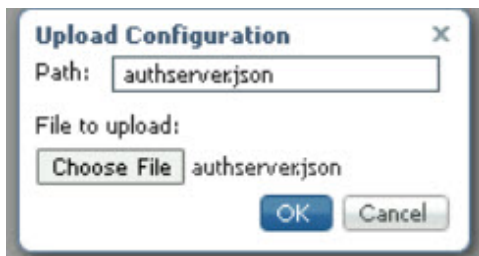 Upload Configuration
Path: authserver.json
File to upload:
Choose File authserver.json
OK Cancel